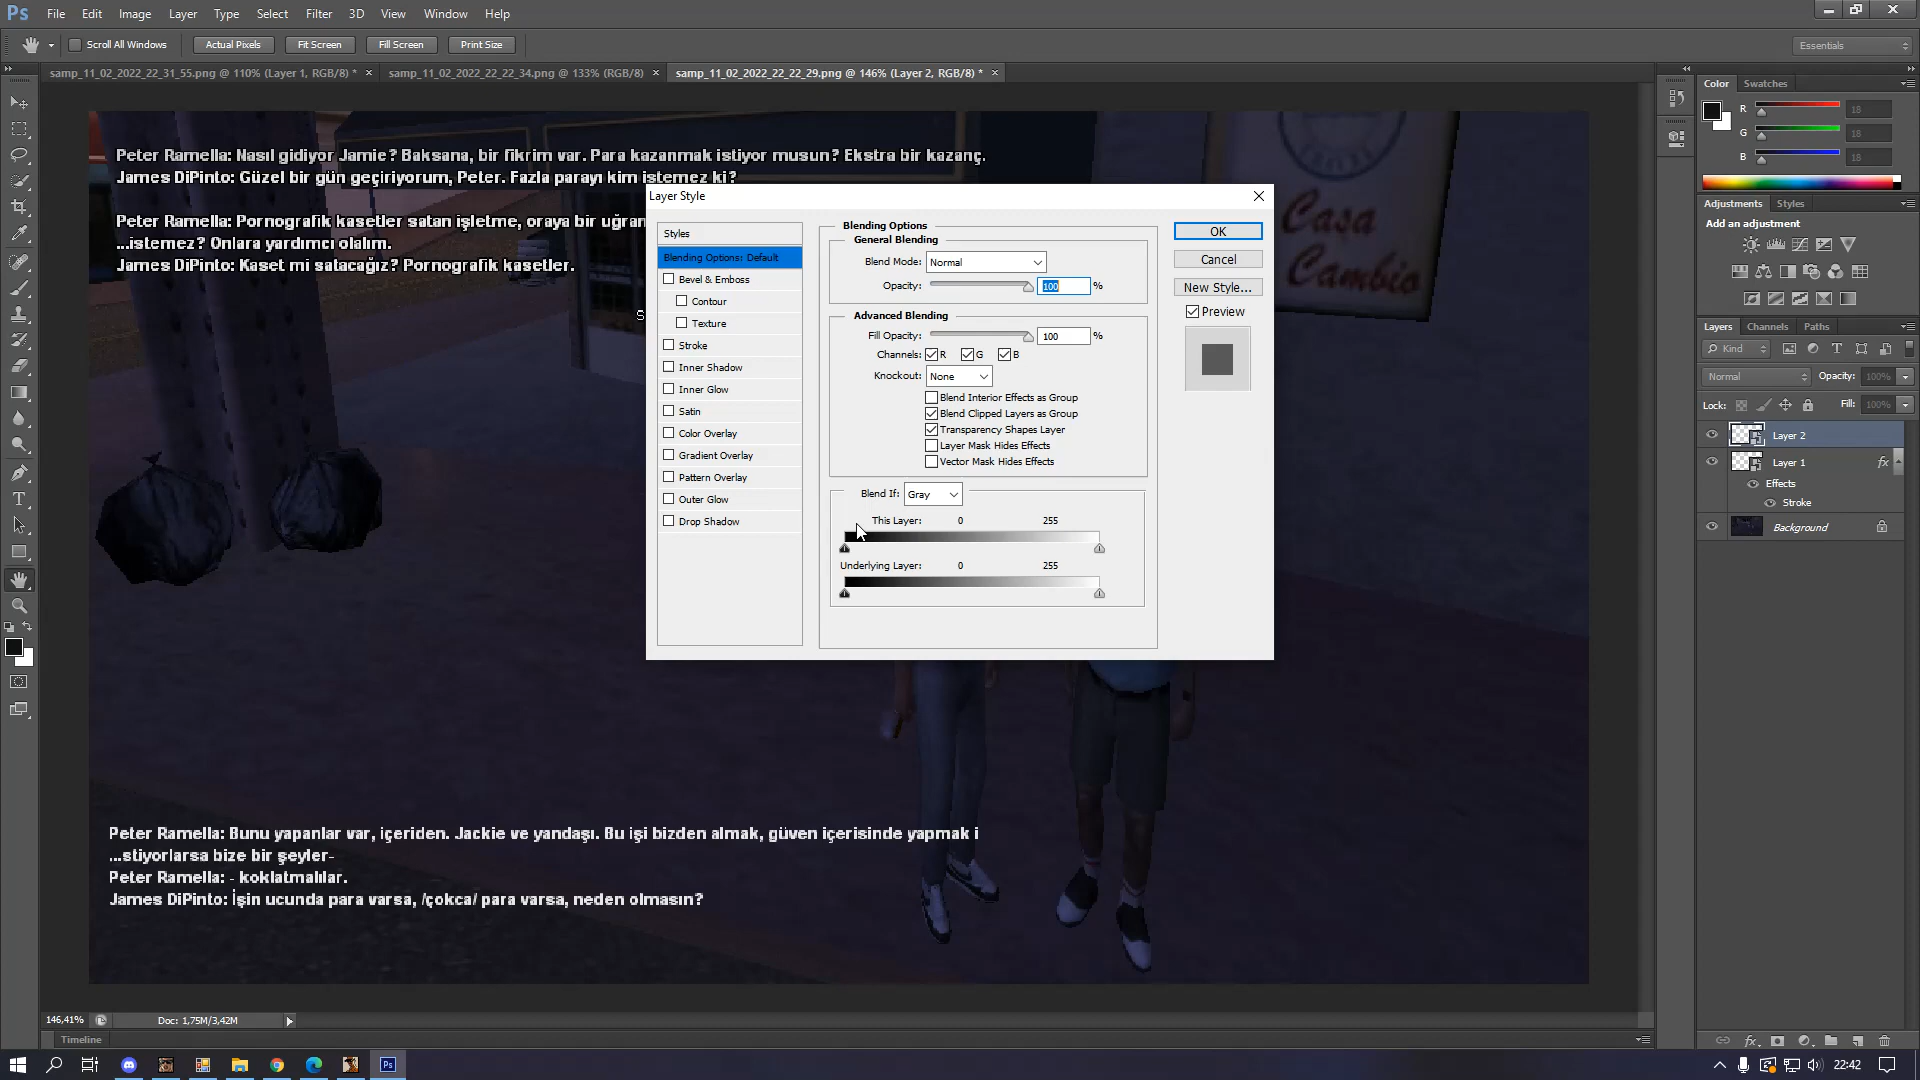 Ps File Edit Image Layer Type Select Filter 3D View Window Help
Scroll All Windows Actual Pixels Fit Screen Fill Screen Print Size Essentials
samp_11_02_2022_22_31_55.png @ 110% (Layer 1, RGB/8) * × samp_11_02_2022_22_22_34.png @ 133% (RGB/8) × samp_11_02_2022_22_22_29.png @ 146% (Layer 2, RGB/8) * ×
Peter Ramella: Nasıl gidiyor Jamie? Baksana, bir fikrim var. Para kazanmak istiyor musun? Ekstra bir kazanç.
James DiPinto: Güzel bir gün geçiriyorum, Peter. Fazla parayı kim istemez ki?
Peter Ramella: Pornografik kasetler satan işletme, oraya bir uğran
...istemez? Onlara yardımcı olalım.
James DiPinto: Kaset mi satacağız? Pornografik kasetler.
S
Casa
Cambio
Layer Style
Styles
Blending Options: Default
Bevel & Emboss
Contour
Texture
Stroke
Inner Shadow
Inner Glow
Satin
Color Overlay
Gradient Overlay
Pattern Overlay
Outer Glow
Drop Shadow
Blending Options
General Blending
Blend Mode: Normal
Opacity: 100 %
Advanced Blending
Fill Opacity: 100 %
Channels: R G B
Knockout: None
Blend Interior Effects as Group
Blend Clipped Layers as Group
Transparency Shapes Layer
Layer Mask Hides Effects
Vector Mask Hides Effects
Blend If: Gray
This Layer: 0 255
Underlying Layer: 0 255
OK
Cancel
New Style...
Preview
Peter Ramella: Bunu yapanlar var, içeriden. Jackie ve yandaşı. Bu işi bizden almak, güven içerisinde yapmak i
...stiyorlarsa bize bir şeyler-
Peter Ramella: - koklatmalılar.
James DiPinto: İşin ucunda para varsa, /çokca/ para varsa, neden olmasın?
Color Swatches
R 18
G 18
B 18
Adjustments Styles
Add an adjustment
Layers Channels Paths
Kind
Normal Opacity: 100%
Lock: Fill: 100%
Layer 2
Layer 1 fx
Effects
Stroke
Background
146,41% Doc: 1,75M/3,42M
Timeline
Ps 22:42